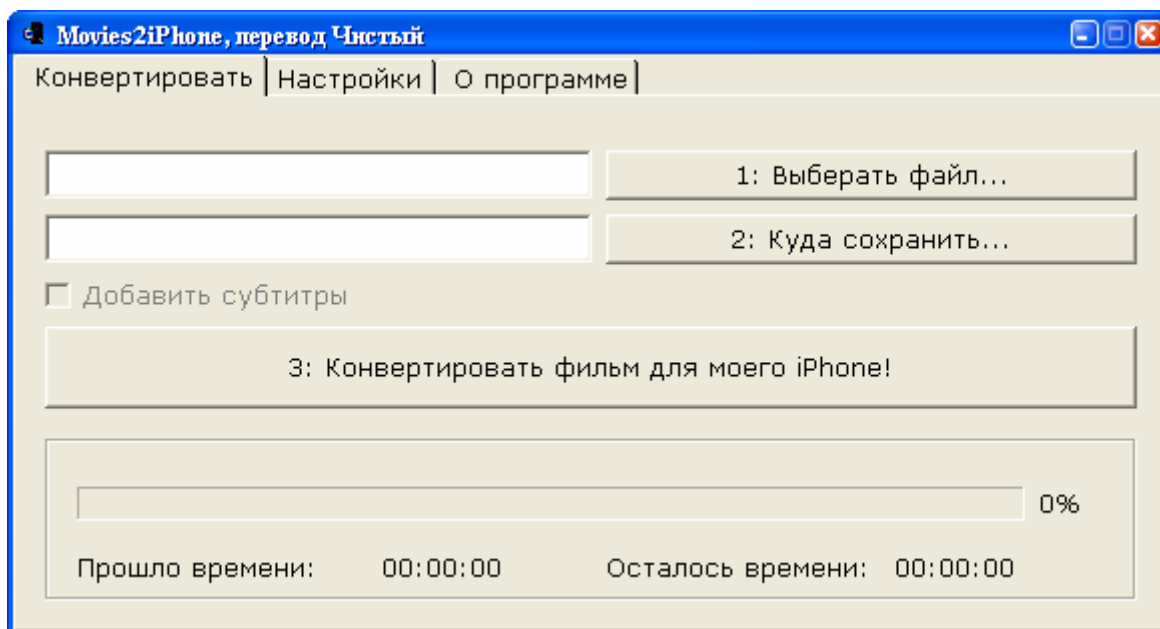 Movies2iPhone, перевод Чистый
Конвертировать Настройки О программе
1: Выберать файл...
2: Куда сохранить...
Добавить субтитры
3: Конвертировать фильм для моего iPhone!
0%
Прошло времени: 00:00:00 Осталось времени: 00:00:00